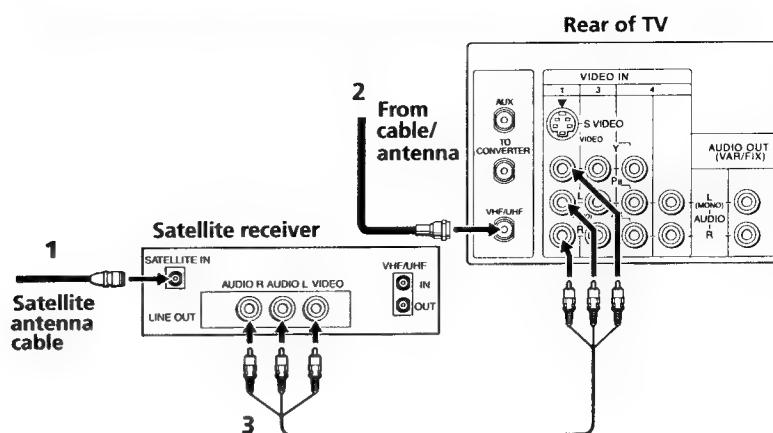 Rear of TV
VIDEO IN
1 3 4
2
From
cable/
antenna
AUX
S VIDEO
VIDEO
TO
CONVERTER
Y
AUDIO OUT
(VAR/FIX)
L
L
(MONO)
AUDIO
R
VHF/UHF
R
Satellite receiver
1
SATELLITE IN
AUDIO R AUDIO L VIDEO
VHF/UHF
IN
OUT
LINE OUT
Satellite
antenna
cable
3